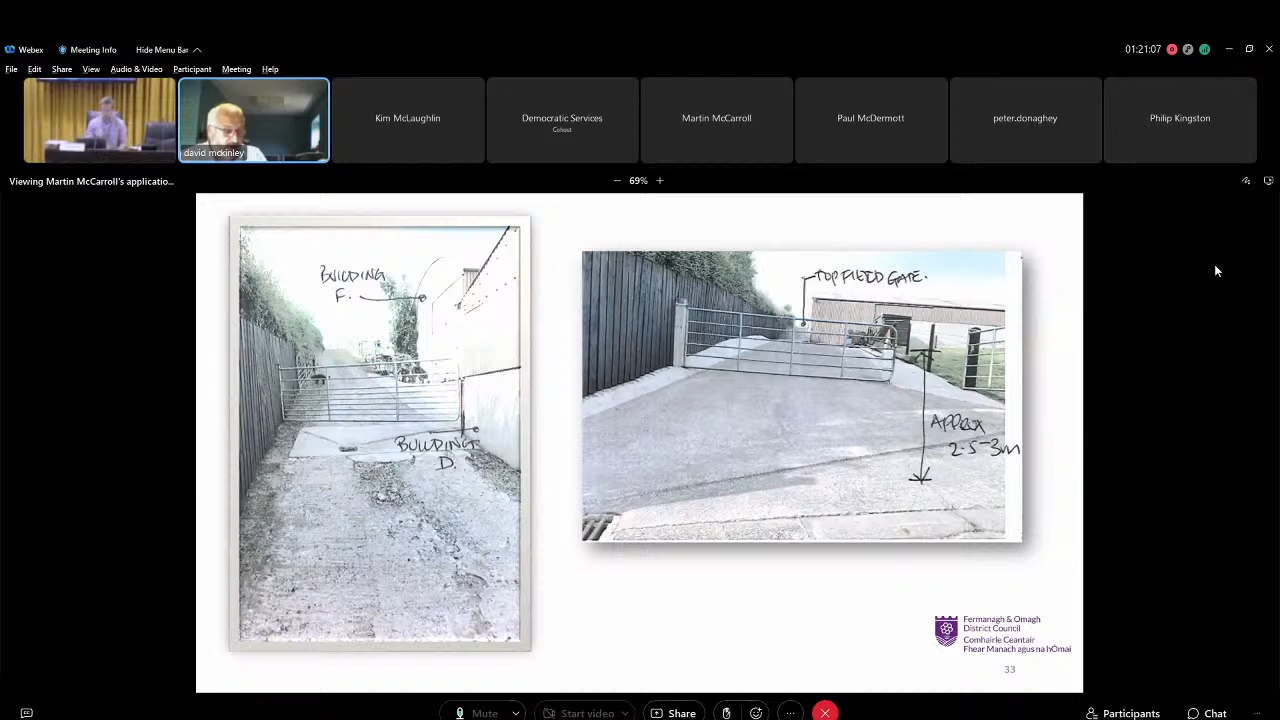 Webex
Meeting Info
Hide Menu Bar
01:21:07
File Edit Share View Audio & Video Participant Meeting Help
david mckinley
Kim McLaughlin
Democratic Services
Cohost
Martin McCarroll
Paul McDermott
peter.donaghey
Philip Kingston
Viewing Martin McCarroll's applicatio...
69%
BUILDING
F.
BUILDING
D.
TOP FIELD GATE.
APPROX
2.5-3m
Fermanagh & Omagh
District Council
Comhairle Ceantair
Fhear Manach agus na hÓmaí
33
Mute
Start video
Share
Participants
Chat